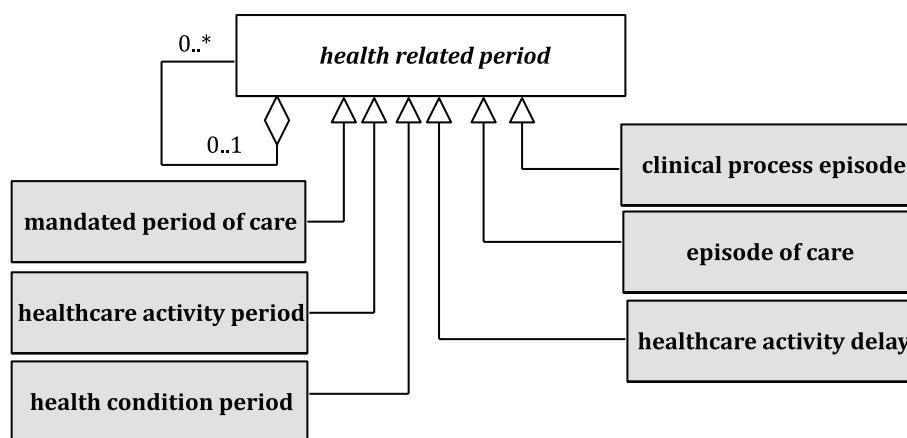 health related period
0..*
0..1
clinical process episode
mandated period of care
episode of care
healthcare activity period
healthcare activity delay
health condition period